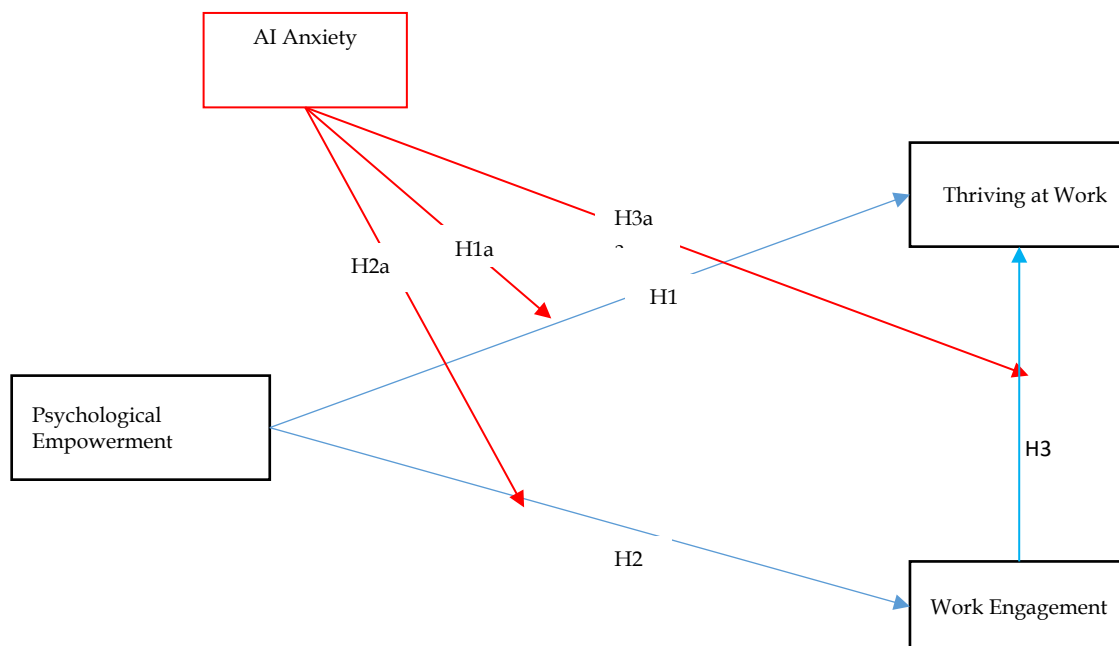 AI Anxiety
Thriving at Work
H3a
H1a
H2a
H1
Psychological
Empowerment
H3
H2
Work Engagement